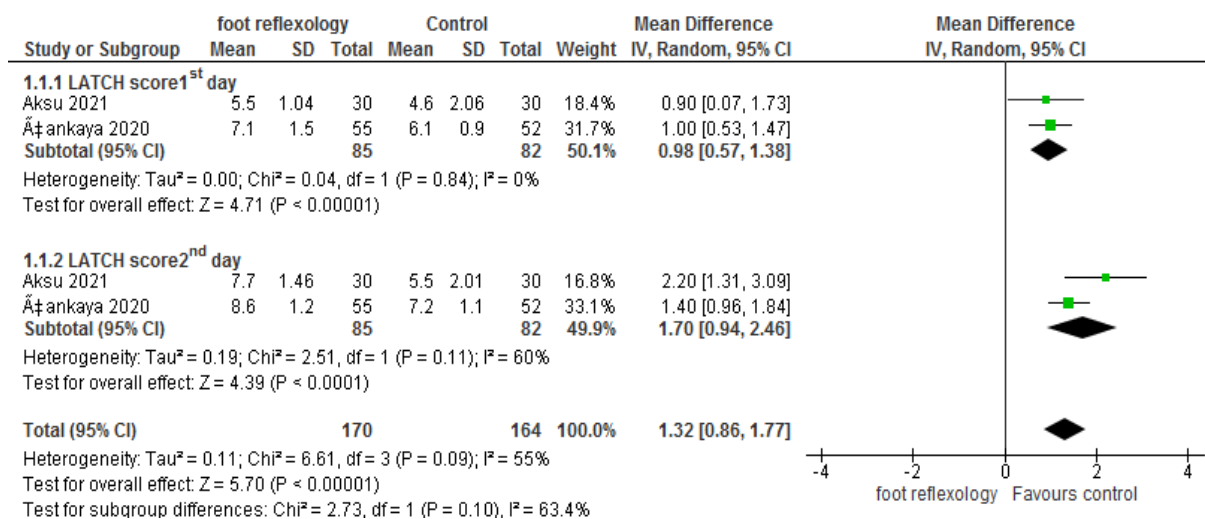 foot reflexology Control Mean Difference Mean Difference
Study or Subgroup Mean SD Total Mean SD Total Weight IV, Random, 95% CI IV, Random, 95% CI
1.1.1 LATCH score1st day
Aksu 2021 5.5 1.04 30 4.6 2.06 30 18.4% 0.90 [0.07, 1.73]
Ã‡ankaya 2020 7.1 1.5 55 6.1 0.9 52 31.7% 1.00 [0.53, 1.47]
Subtotal (95% CI) 85 82 50.1% 0.98 [0.57, 1.38]
Heterogeneity: Tau² = 0.00; Chi² = 0.04, df = 1 (P = 0.84); I² = 0%
Test for overall effect: Z = 4.71 (P < 0.00001)
1.1.2 LATCH score2nd day
Aksu 2021 7.7 1.46 30 5.5 2.01 30 16.8% 2.20 [1.31, 3.09]
Ã‡ankaya 2020 8.6 1.2 55 7.2 1.1 52 33.1% 1.40 [0.96, 1.84]
Subtotal (95% CI) 85 82 49.9% 1.70 [0.94, 2.46]
Heterogeneity: Tau² = 0.19; Chi² = 2.51, df = 1 (P = 0.11); I² = 60%
Test for overall effect: Z = 4.39 (P < 0.0001)
Total (95% CI) 170 164 100.0% 1.32 [0.86, 1.77]
Heterogeneity: Tau² = 0.11; Chi² = 6.61, df = 3 (P = 0.09); I² = 55%
Test for overall effect: Z = 5.70 (P < 0.00001)
Test for subgroup differences: Chi² = 2.73, df = 1 (P = 0.10), I² = 63.4%
-4 -2 0 2 4
foot reflexology Favours control